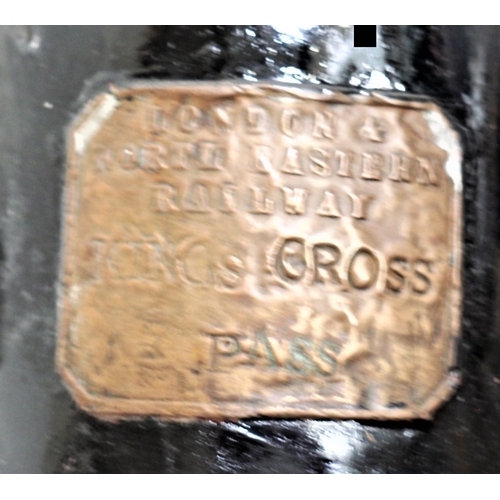 LONDON &
NORTH EASTERN
RAILWAY
KINGS CROSS
PASS